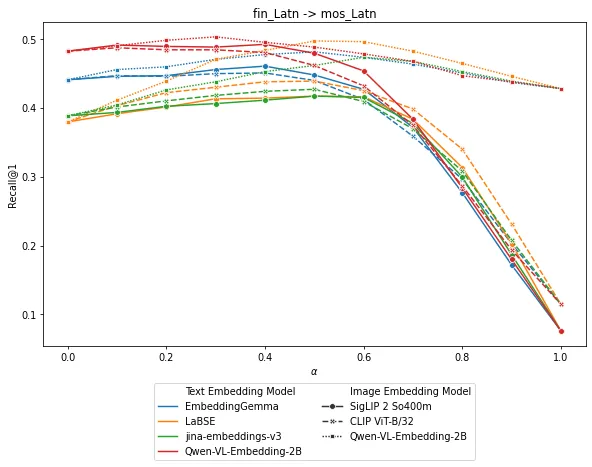 fin_Latn -> mos_Latn
Recall@1
0.5
0.4
0.3
0.2
0.1
0.0
0.2
0.4
0.6
0.8
1.0
α
Text Embedding Model
EmbeddingGemma
LaBSE
jina-embeddings-v3
Qwen-VL-Embedding-2B
Image Embedding Model
SigLIP 2 So400m
CLIP ViT-B/32
Qwen-VL-Embedding-2B